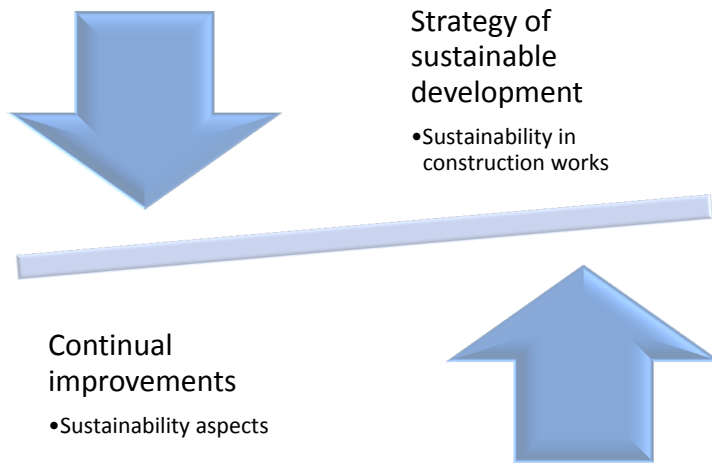 Strategy of
sustainable
development
•Sustainability in
construction works
Continual
improvements
•Sustainability aspects